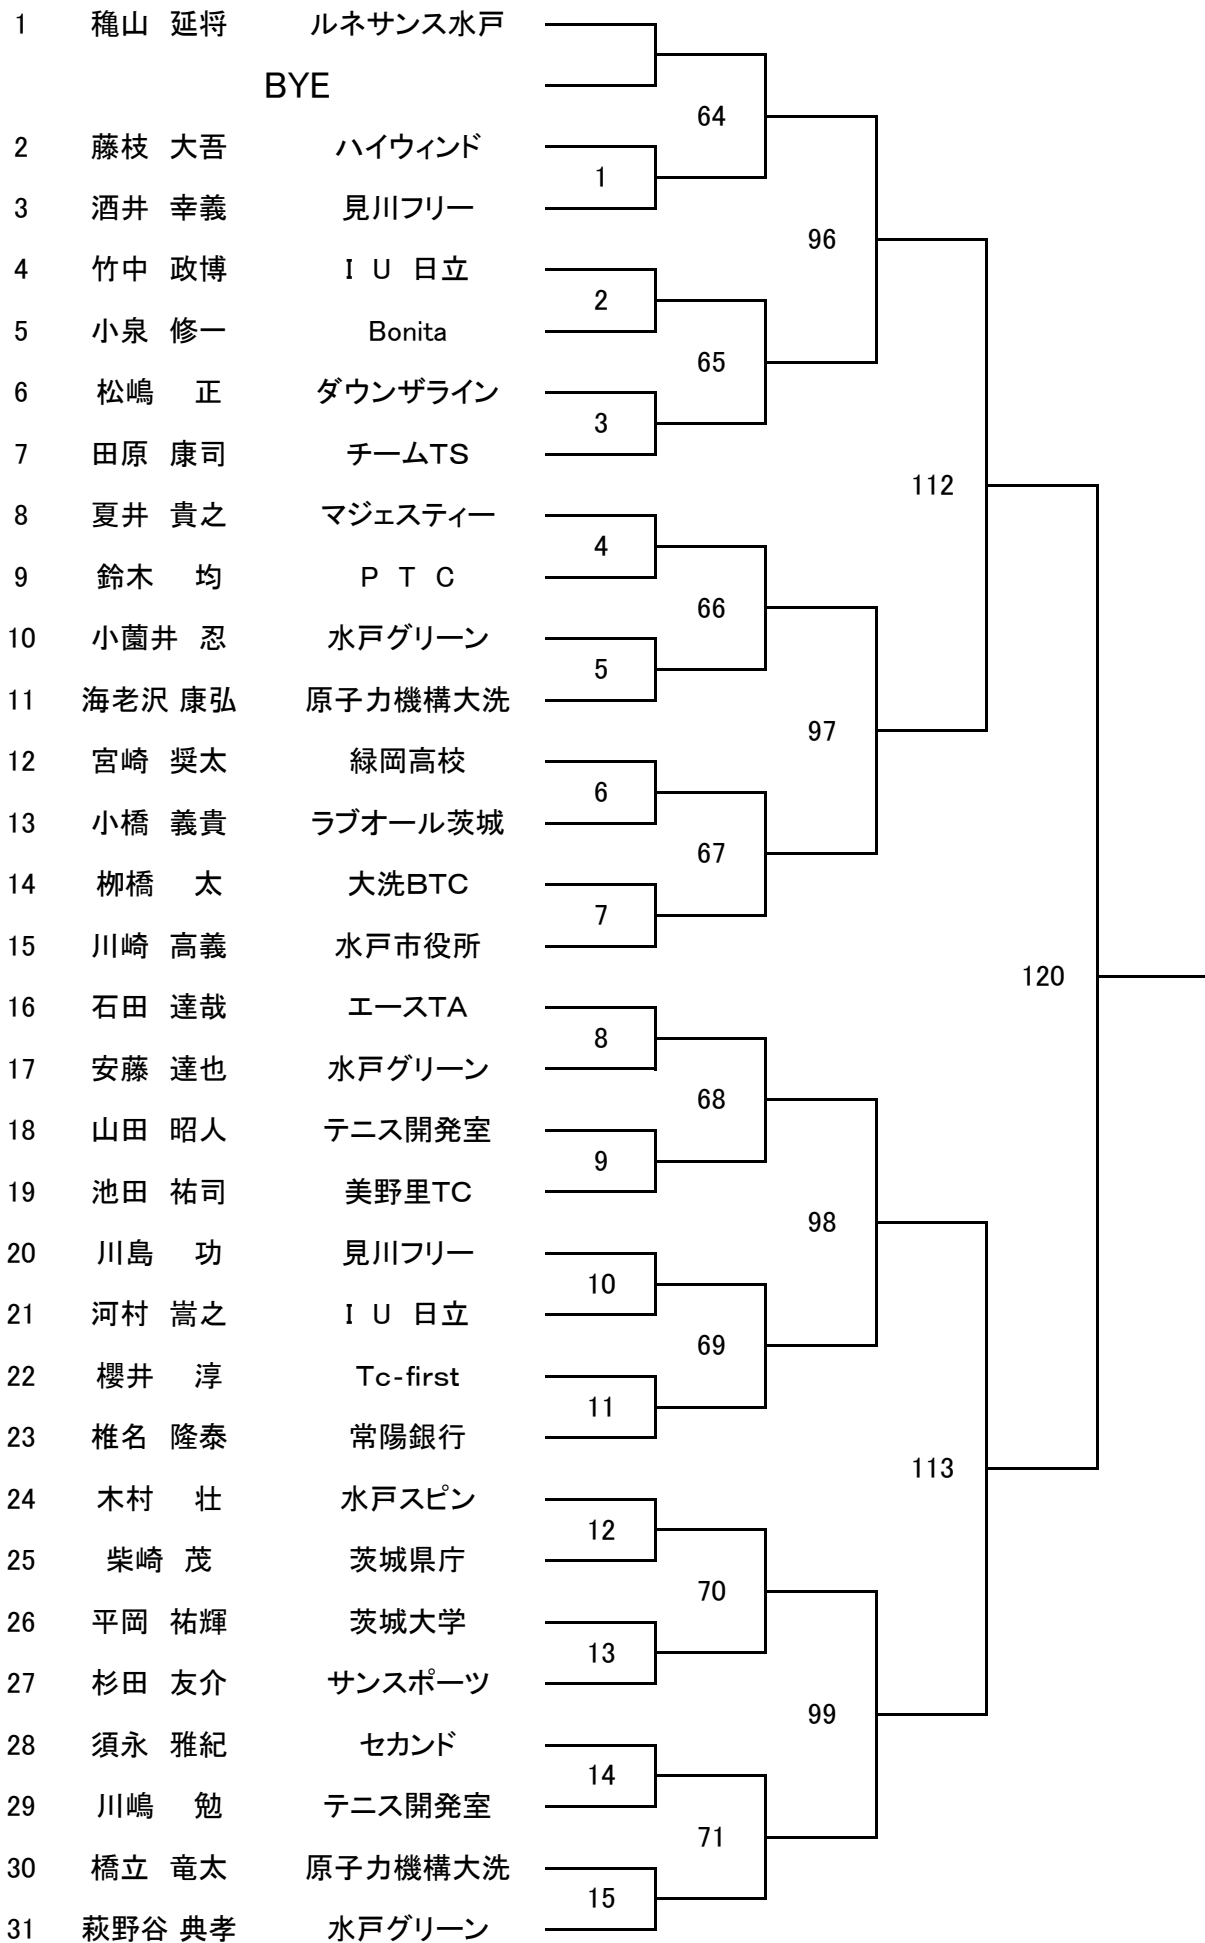 1 穐山 延将 ルネサンス水戸
BYE
64
2 藤枝 大吾 ハイウィンド
1
3 酒井 幸義 見川フリー
96
4 竹中 政博 I U 日立
2
5 小泉 修一 Bonita
65
6 松嶋 正 ダウンザライン
3
7 田原 康司 チームTS
112
8 夏井 貴之 マジェスティー
4
9 鈴木 均 P T C
66
10 小薗井 忍 水戸グリーン
5
11 海老沢 康弘 原子力機構大洗
97
12 宮崎 奨太 緑岡高校
6
13 小橋 義貴 ラブオール茨城
67
14 栁橋 太 大洗BTC
7
15 川崎 高義 水戸市役所
120
16 石田 達哉 エースTA
8
17 安藤 達也 水戸グリーン
68
18 山田 昭人 テニス開発室
9
19 池田 祐司 美野里TC
98
20 川島 功 見川フリー
10
21 河村 嵩之 I U 日立
69
22 櫻井 淳 Tc-first
11
23 椎名 隆泰 常陽銀行
113
24 木村 壮 水戸スピン
12
25 柴崎 茂 茨城県庁
70
26 平岡 祐輝 茨城大学
13
27 杉田 友介 サンスポーツ
99
28 須永 雅紀 セカンド
14
29 川嶋 勉 テニス開発室
71
30 橋立 竜太 原子力機構大洗
15
31 萩野谷 典孝 水戸グリーン